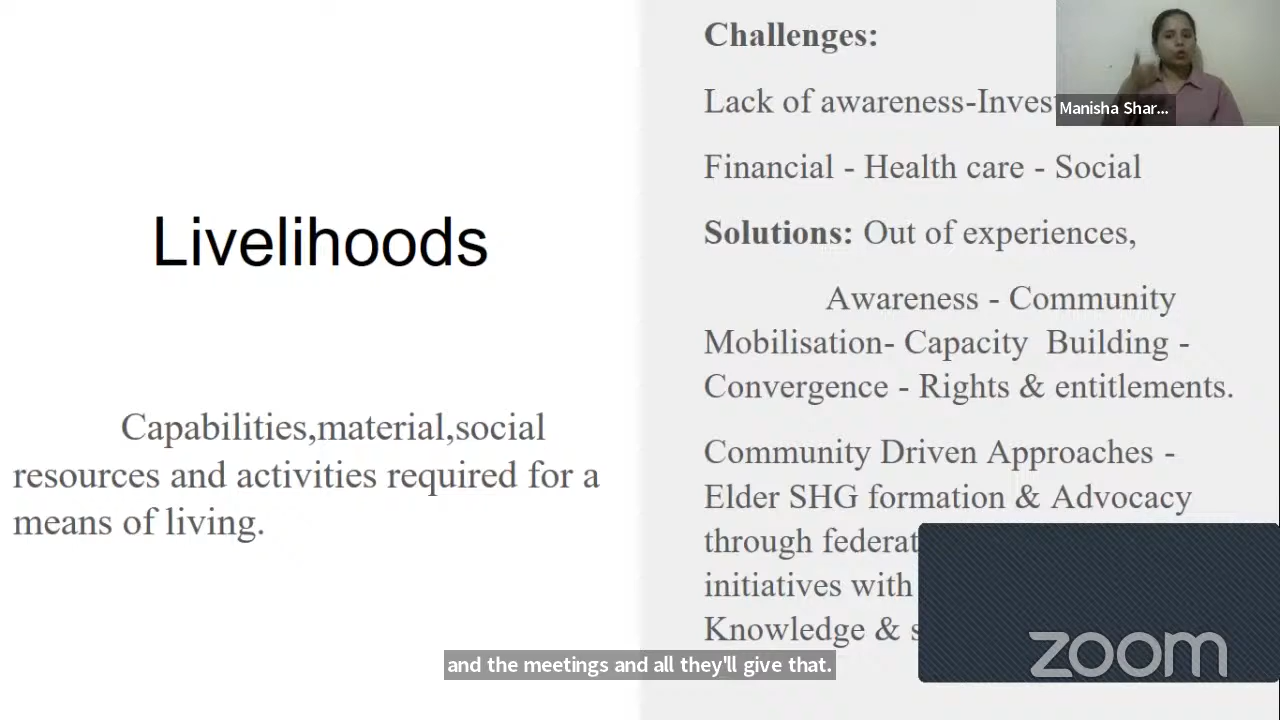 Livelihoods
Capabilities,material,social
resources and activities required for a
means of living.
Challenges:
Lack of awareness-
Financial - Health care - Social
Solutions: Out of experiences,
Awareness - Community
Mobilisation- Capacity Building -
Convergence - Rights & entitlements.
Community Driven Approaches -
Elder SHG formation & Advocacy
through
initiatives with
Knowledge &
Manisha Shar...
and the meetings and all they'll give that.
zoom